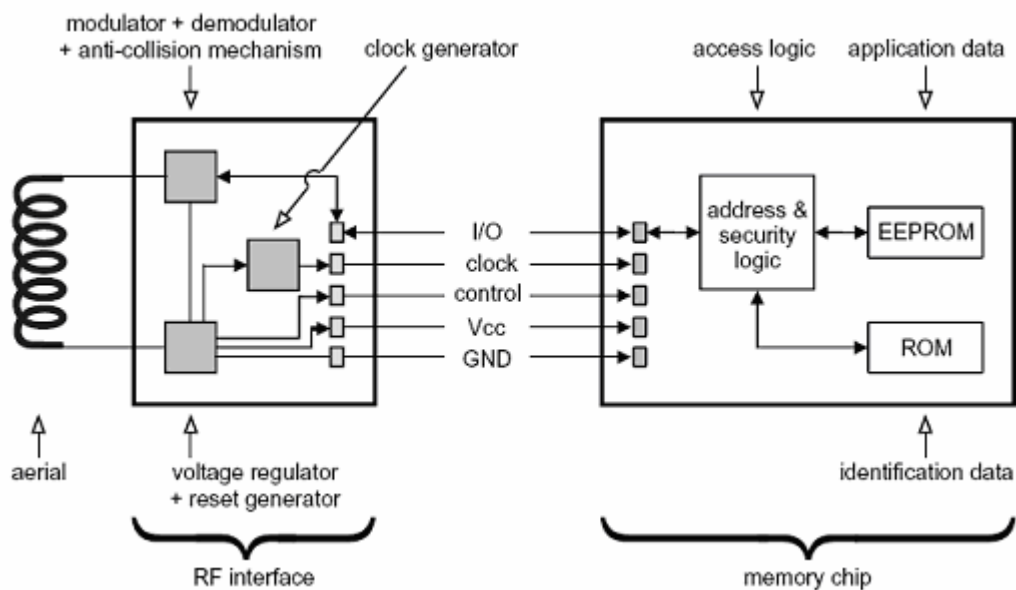 modulator + demodulator
+ anti-collision mechanism
clock generator
access logic
application data
I/O
clock
control
Vcc
GND
address &
security
logic
EEPROM
ROM
aerial
voltage regulator
+ reset generator
identification data
RF interface
memory chip